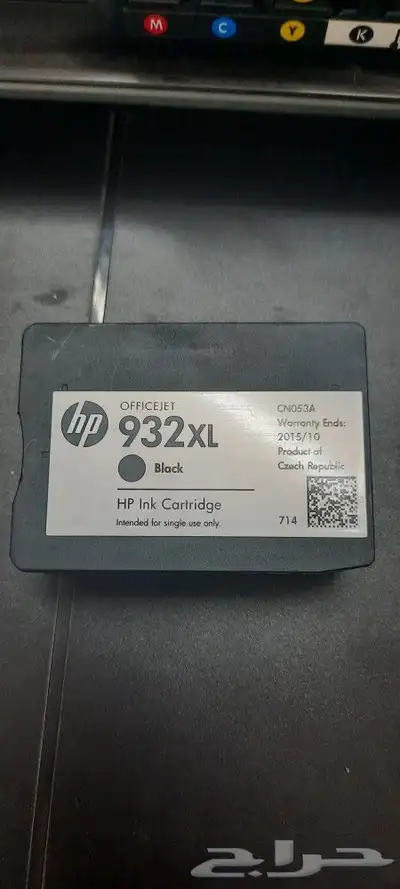 M
C
Y
K
hp
OFFICEJET
932XL
Black
HP Ink Cartridge
Intended for single use only.
CN053A
Warranty Ends:
2015/10
Product of
Czech Republic
714
حراج